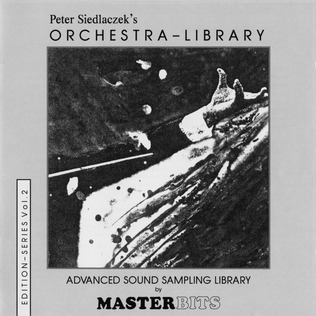 Peter Siedlaczek's
ORCHESTRA–LIBRARY
EDITION–SERIES Vol.2
ADVANCED SOUND SAMPLING LIBRARY
by
MASTERBITS